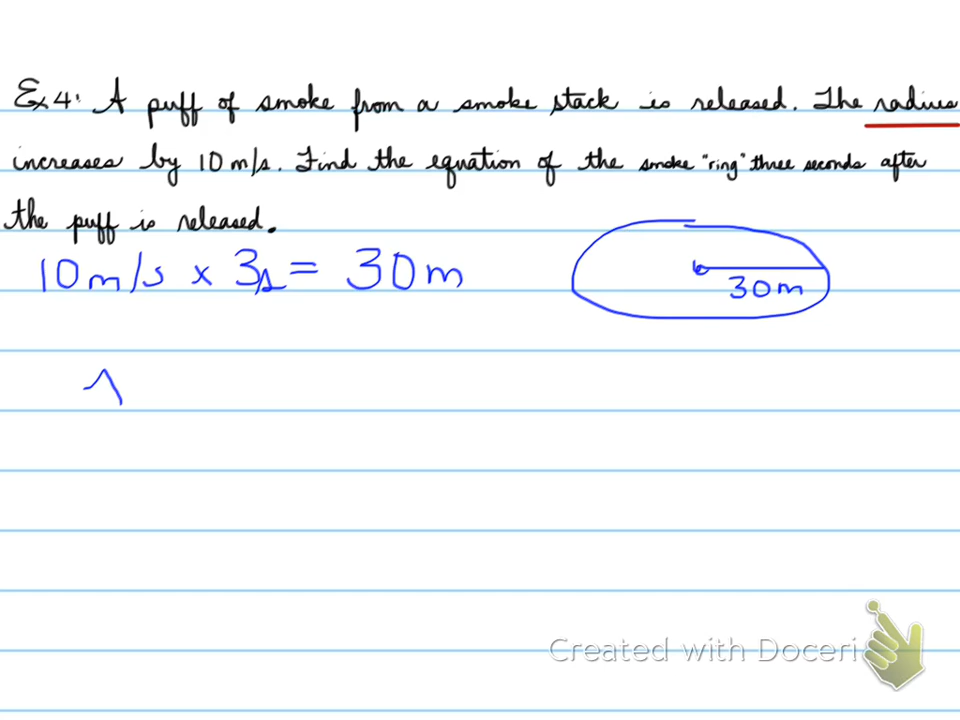 Ex 4: A puff of smoke from a smoke stack is released. The radius
increases by 10 m/s. Find the equation of the smoke "ring" three seconds after
the puff is released.
10 m/s x 3s = 30 m
30 m
Created with Doceri